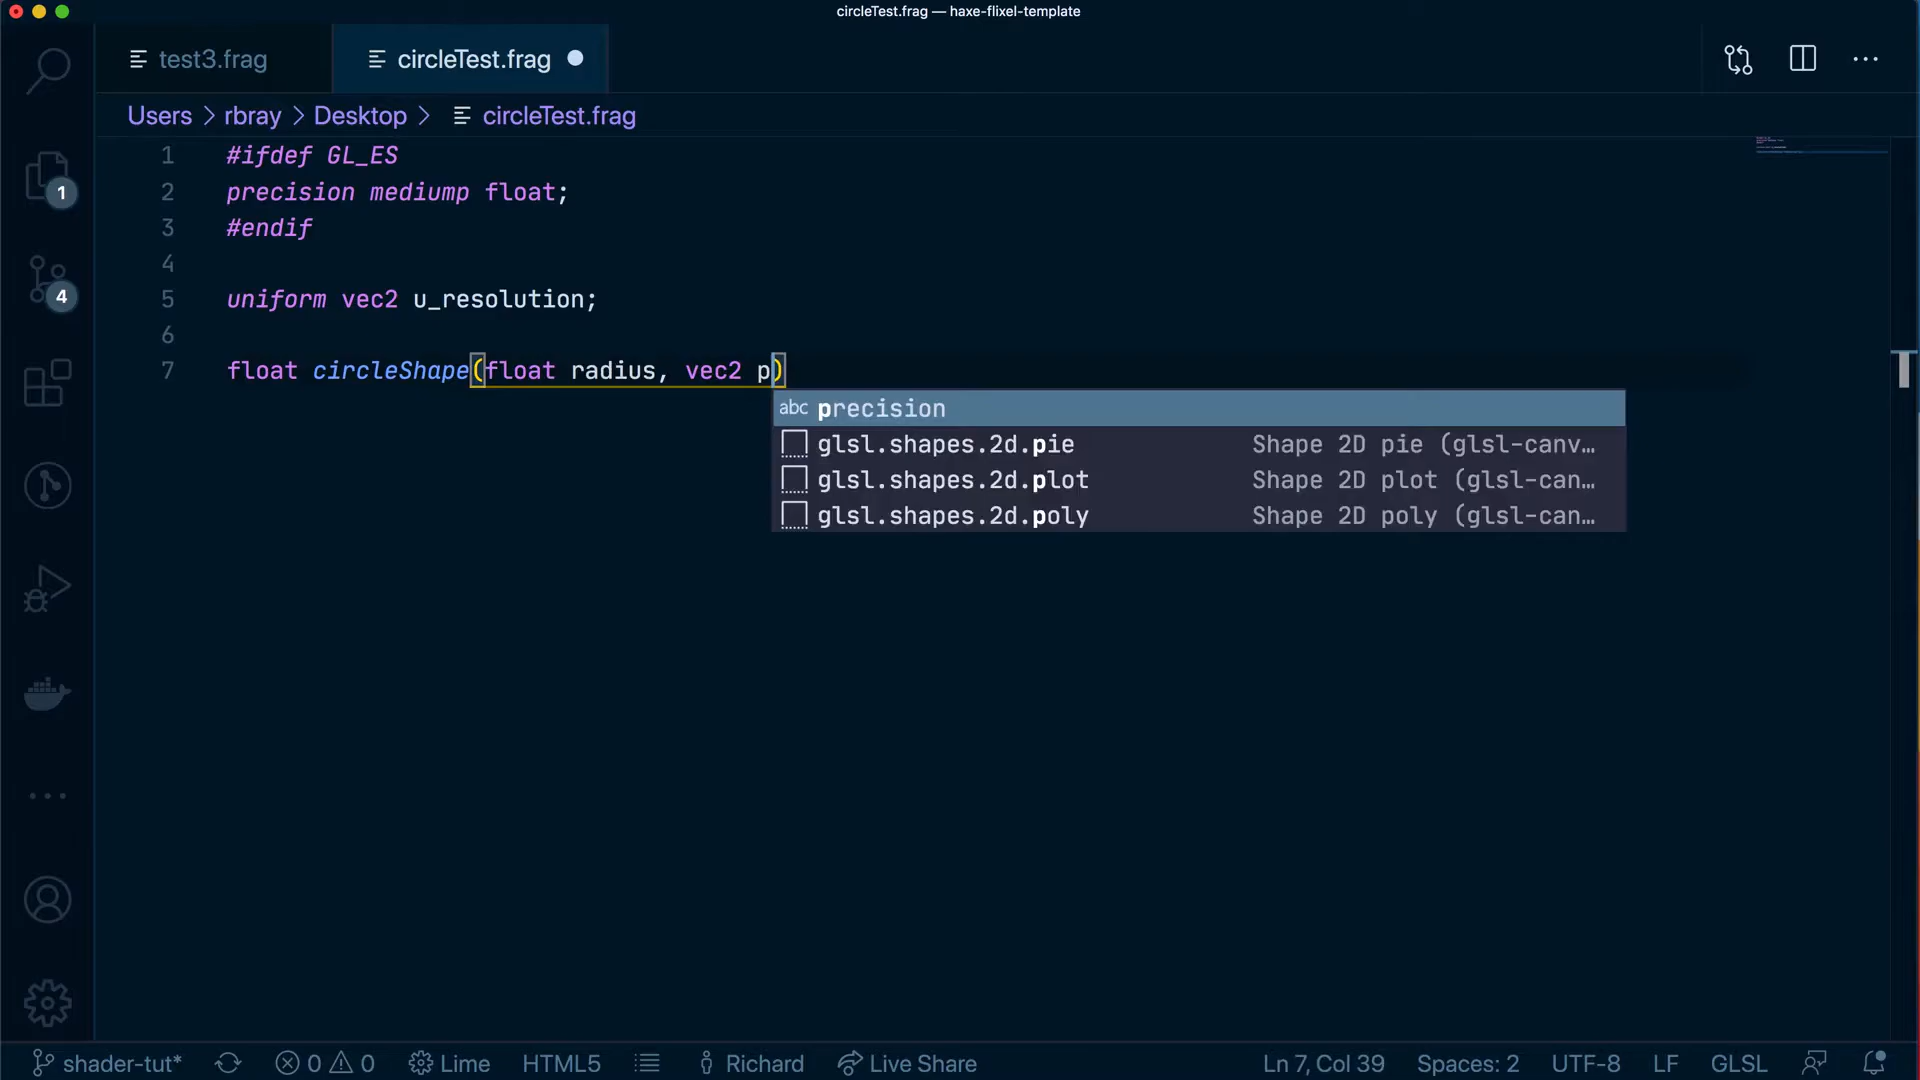 circleTest.frag — haxe-flixel-template
test3.frag
circleTest.frag
Users > rbray > Desktop > circleTest.frag
1 #ifdef GL_ES
2 precision mediump float;
3 #endif
4
5 uniform vec2 u_resolution;
6
7 float circleShape(float radius, vec2 p)
abc precision
glsl.shapes.2d.pie Shape 2D pie (glsl-canv…
glsl.shapes.2d.plot Shape 2D plot (glsl-can…
glsl.shapes.2d.poly Shape 2D poly (glsl-can…
1
4
shader-tut* 0 0 Lime HTML5 Richard Live Share Ln 7, Col 39 Spaces: 2 UTF-8 LF GLSL